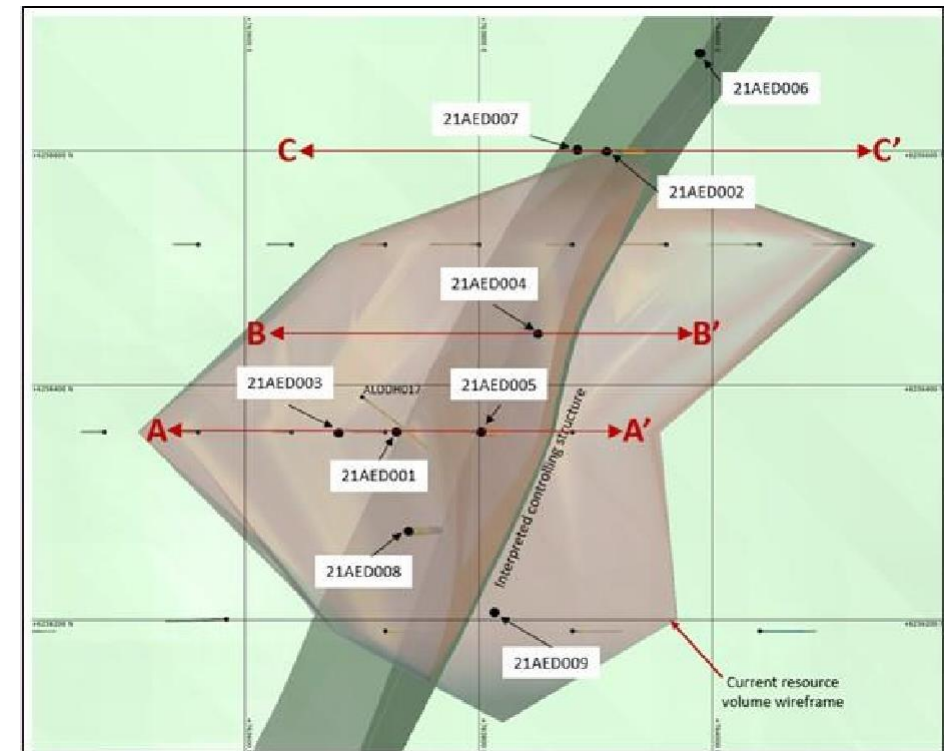 21AED006
21AED007
C
C'
21AED002
21AED004
B
B'
21AED003
ALDDH017
21AED005
A
A'
21AED001
Interpreted controlling structure
21AED008
21AED009
Current resource
volume wireframe